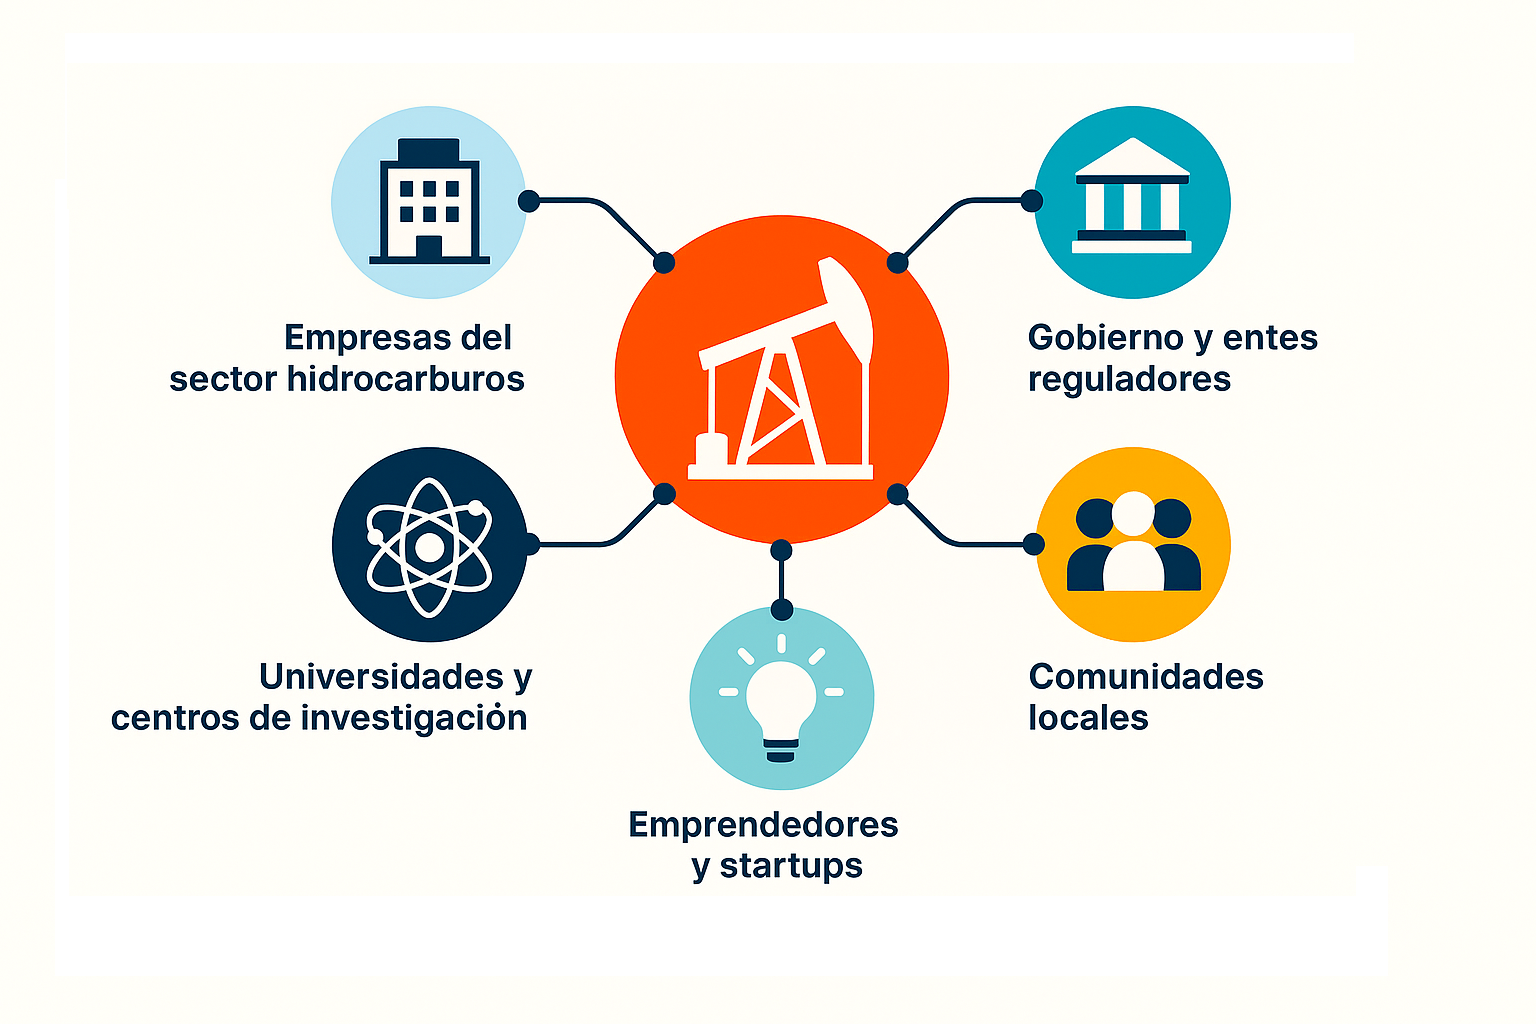 Empresas del
sector hidrocarburos
Gobierno y entes
reguladores
Universidades y
centros de investigación
Comunidades
locales
Emprendedores
y startups